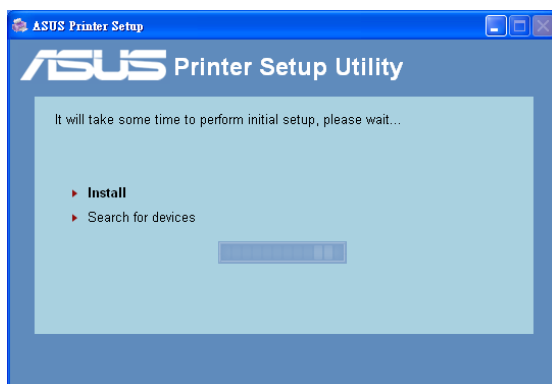 ASUS Printer Setup
ASUS Printer Setup Utility
It will take some time to perform initial setup, please wait...
Install
Search for devices